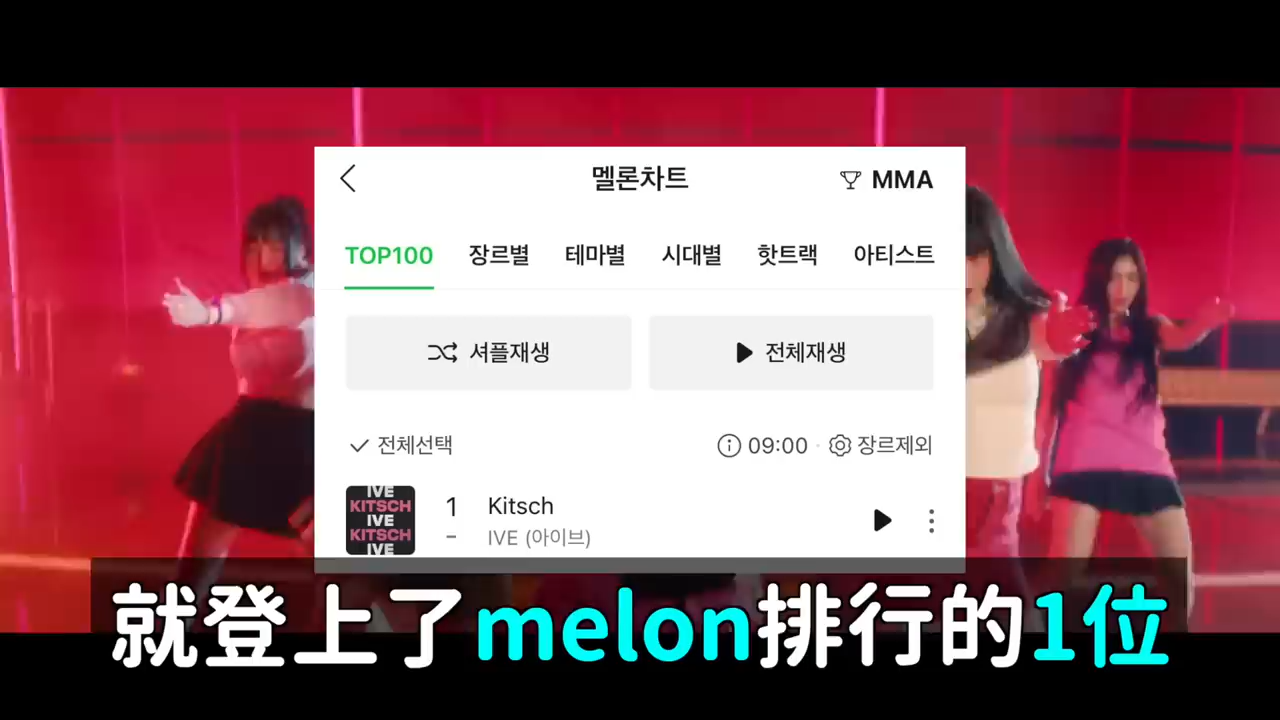 멜론차트
MMA
TOP100 장르별 테마별 시대별 핫트랙 아티스트
셔플재생 전체재생
전체선택 09:00 · 장르제외
IVE
KITSCH
IVE
KITSCH
IVE
1 Kitsch
- IVE (아이브)
就登上了melon排行的1位